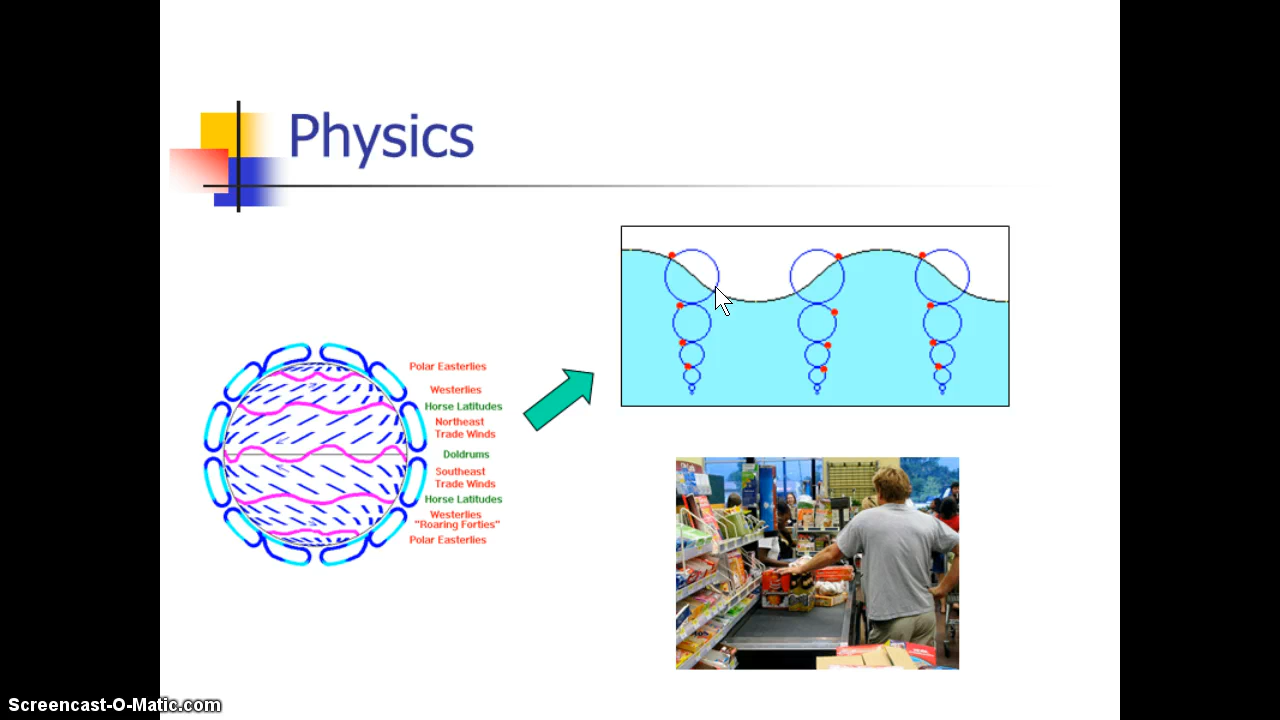 Physics
Polar Easterlies
Westerlies
Horse Latitudes
Northeast
Trade Winds
Doldrums
Southeast
Trade Winds
Horse Latitudes
Westerlies
"Roaring Forties"
Polar Easterlies
Screencast-O-Matic.com